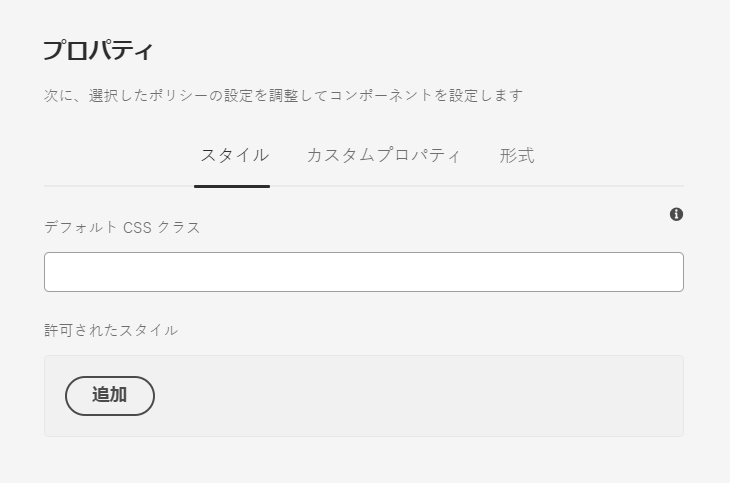 プロパティ
次に、選択したポリシーの設定を調整してコンポーネントを設定します
スタイル カスタムプロパティ 形式
デフォルト CSS クラス
許可されたスタイル
追加